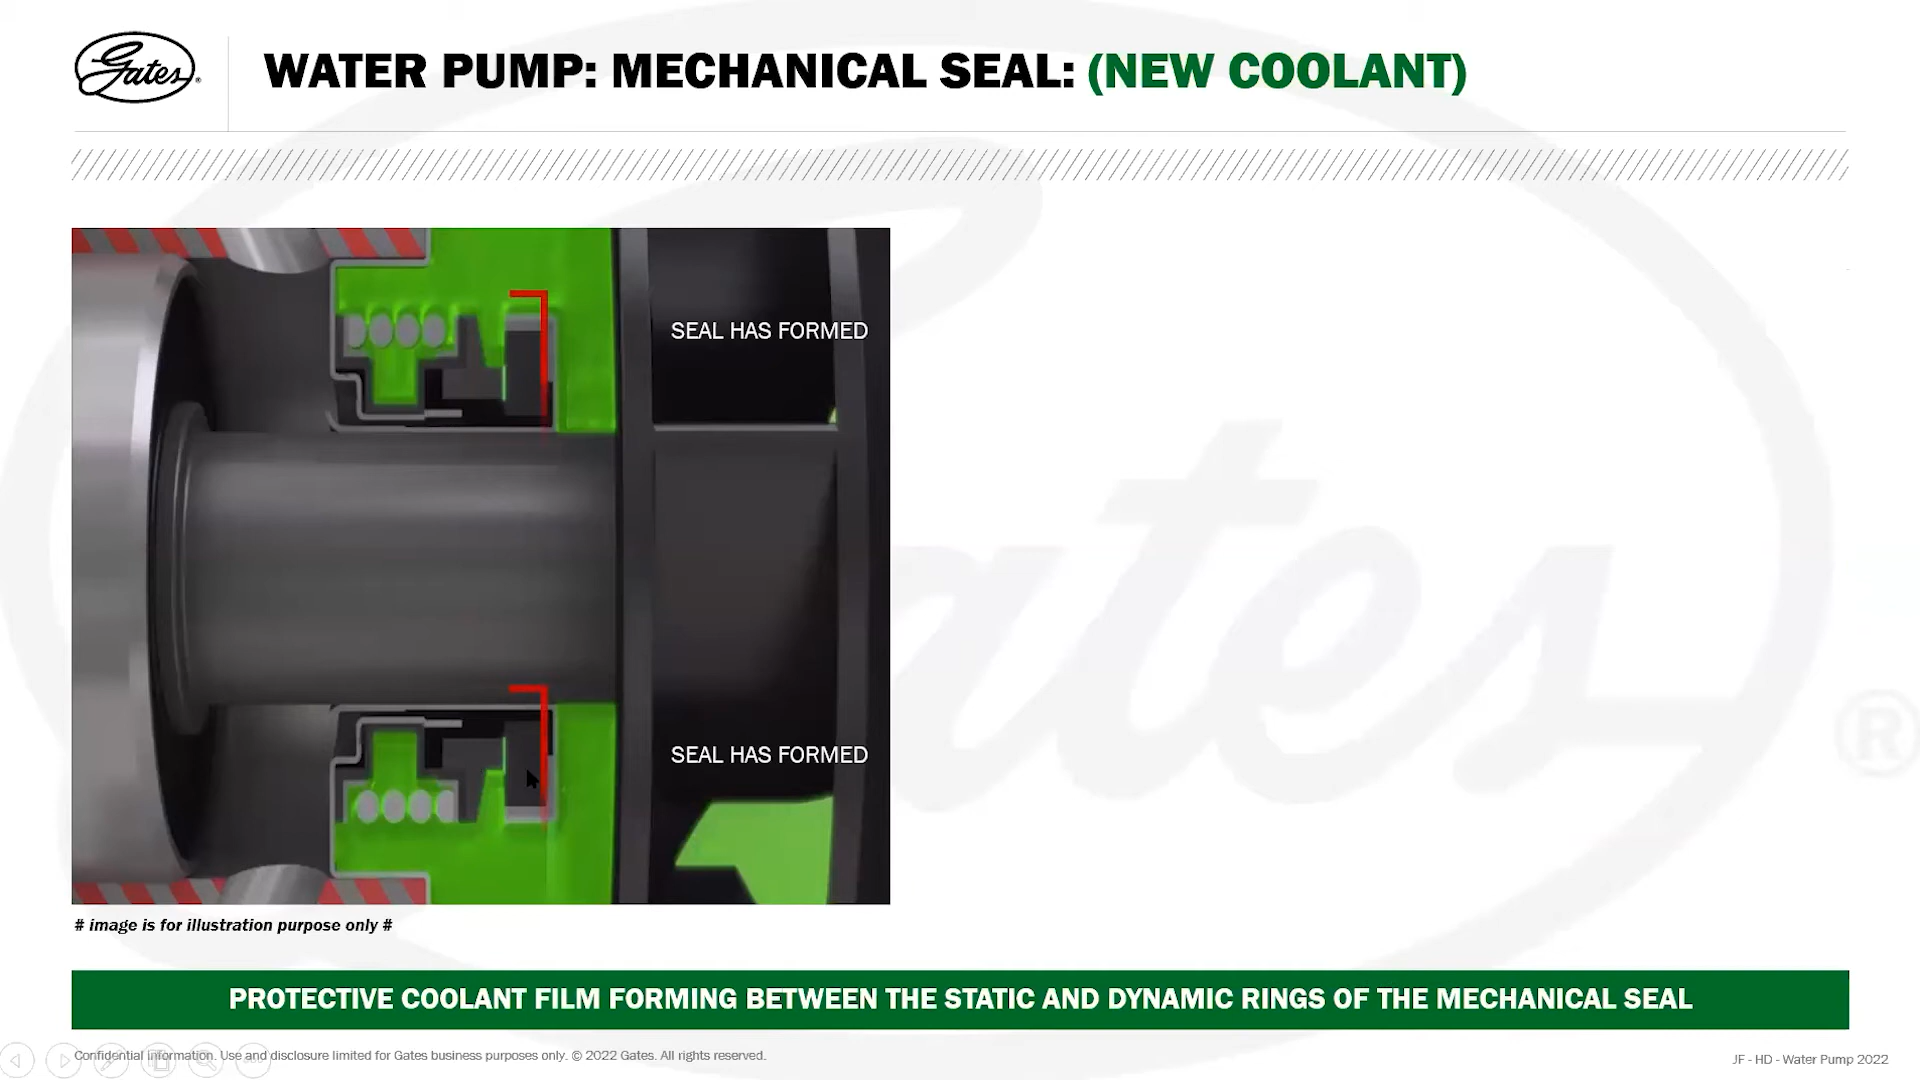 Gates®
WATER PUMP: MECHANICAL SEAL: (NEW COOLANT)
SEAL HAS FORMED
SEAL HAS FORMED
# image is for illustration purpose only #
PROTECTIVE COOLANT FILM FORMING BETWEEN THE STATIC AND DYNAMIC RINGS OF THE MECHANICAL SEAL
Confidential information. Use and disclosure limited for Gates business purposes only. © 2022 Gates. All rights reserved.
JF - HD - Water Pump 2022
Gates ®